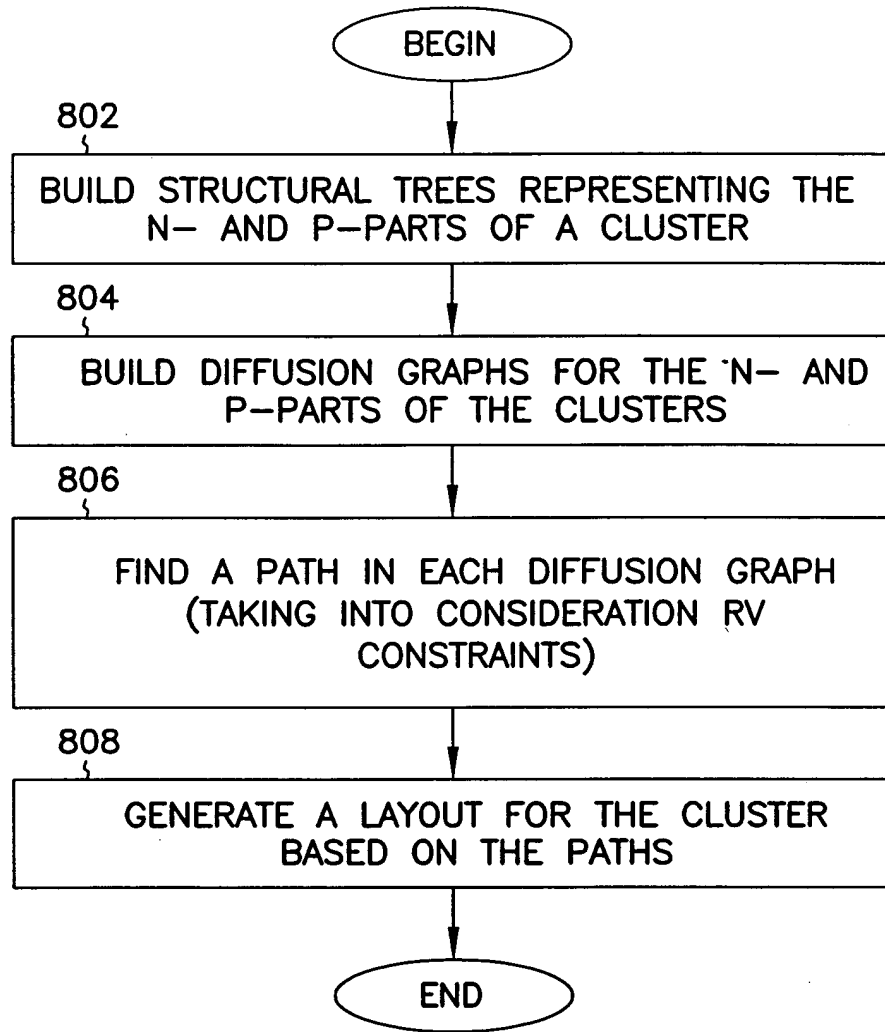 BEGIN
802
BUILD STRUCTURAL TREES REPRESENTING THE
N- AND P-PARTS OF A CLUSTER
804
BUILD DIFFUSION GRAPHS FOR THE N- AND
P-PARTS OF THE CLUSTERS
806
FIND A PATH IN EACH DIFFUSION GRAPH
(TAKING INTO CONSIDERATION RV
CONSTRAINTS)
808
GENERATE A LAYOUT FOR THE CLUSTER
BASED ON THE PATHS
END